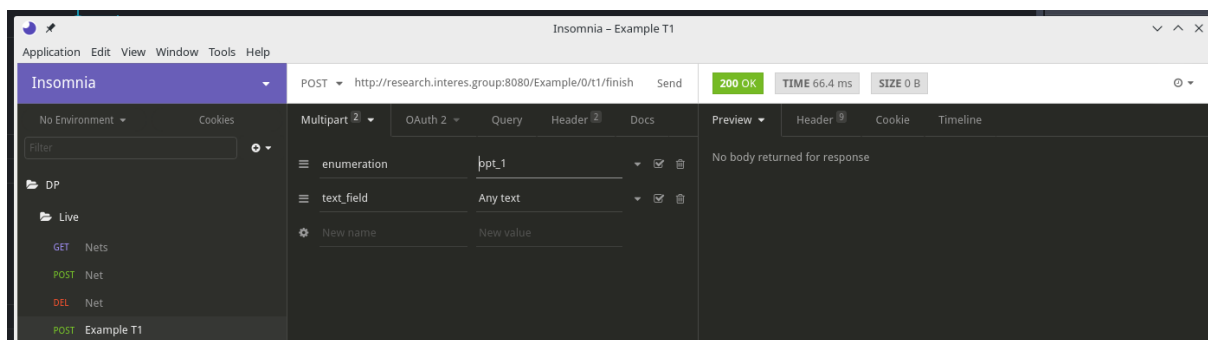 Insomnia – Example T1
Application Edit View Window Tools Help
Insomnia
POST http://research.interes.group:8080/Example/0/t1/finish Send
200 OK TIME 66.4 ms SIZE 0 B
No Environment Cookies
Multipart 2 OAuth 2 Query Header 2 Docs
Preview Header 9 Cookie Timeline
Filter
enumeration opt_1
No body returned for response
DP
text_field Any text
Live
New name New value
GET Nets
POST Net
DEL Net
POST Example T1